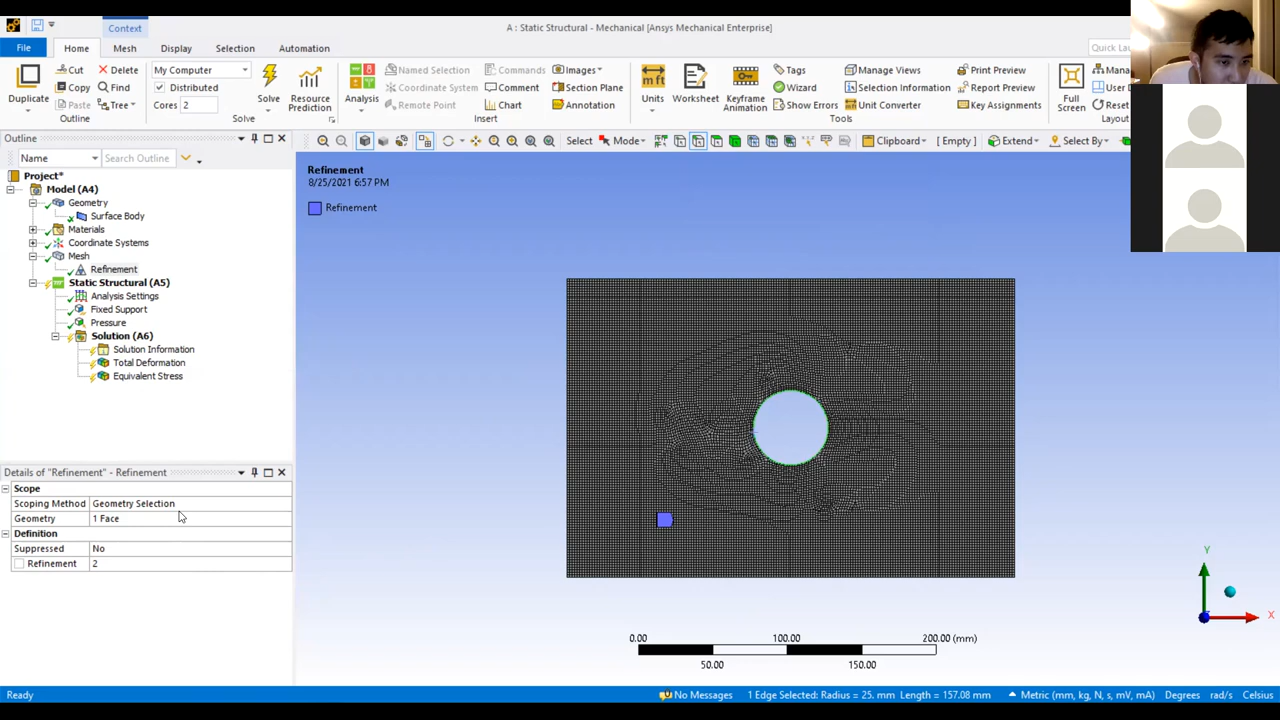 Context
A : Static Structural - Mechanical [Ansys Mechanical Enterprise]
File
Home
Mesh
Display
Selection
Automation
Quick Lau
Duplicate
Cut
Copy
Paste
Delete
Find
Tree
Outline
My Computer
Distributed
Cores 2
Solve
Resource Prediction
Solve
Analysis
Named Selection
Coordinate System
Remote Point
Commands
Comment
Chart
Images
Section Plane
Annotation
Insert
Units
Worksheet
Keyframe Animation
Tags
Wizard
Show Errors
Manage Views
Selection Information
Unit Converter
Print Preview
Report Preview
Key Assignments
Tools
Full Screen
Mana
User D
Reset
Layout
Outline
Name
Search Outline
Select
Mode
Clipboard
[ Empty ]
Extend
Select By
Project*
Model (A4)
Geometry
Surface Body
Materials
Coordinate Systems
Mesh
Refinement
Static Structural (A5)
Analysis Settings
Fixed Support
Pressure
Solution (A6)
Solution Information
Total Deformation
Equivalent Stress
Refinement
8/25/2021 6:57 PM
Refinement
Details of "Refinement" - Refinement
Scope
Scoping Method Geometry Selection
Geometry 1 Face
Definition
Suppressed No
Refinement 2
0.00 100.00 200.00 (mm)
50.00 150.00
Y
X
Ready
No Messages
1 Edge Selected: Radius = 25. mm Length = 157.08 mm
Metric (mm, kg, N, s, mV, mA)
Degrees
rad/s
Celsius